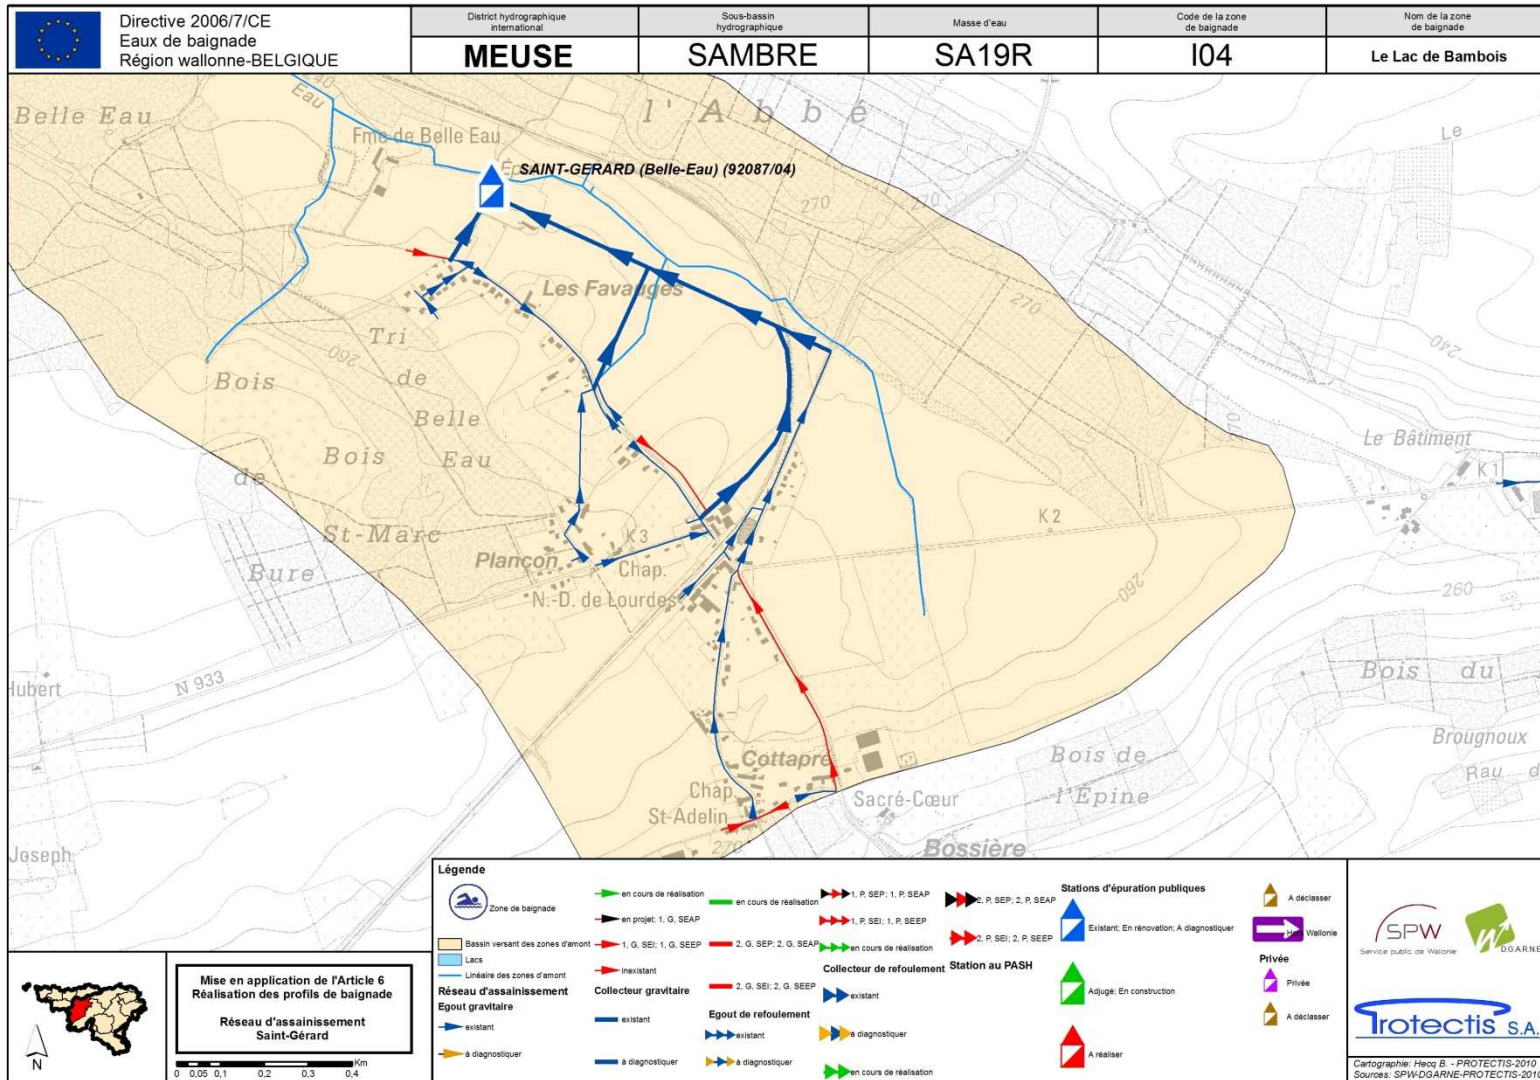 Directive 2006/7/CE
Eaux de baignade
Région wallonne-BELGIQUE
District hydrographique
international
MEUSE
Sous-bassin
hydrographique
SAMBRE
Masse d'eau
SA19R
Code de la zone
de baignade
I04
Nom de la zone
de baignade
Le Lac de Bambois
Belle Eau
240
Eau
Fme de Belle Eau
l'Abbé
Le
SAINT-GERARD (Belle-Eau) (92087/04)
270
270
270
240
240
Les Favauges
Tri
de
Belle
Eau
260
Bois
de
St-Marc
Bois
Bure
Le Bâtiment
K1
K2
K3
Plançon
Chap.
N.-D. de Lourdes
260
260
N 933
Hubert
Bois du
Brougnoux
Rau d
Cottapré
Chap.
St-Adelin
270
Sacré-Cœur
Bois de
l'Epine
Bossière
Joseph
Légende
Zone de baignade
Bassin versant des zones d'amont
Lacs
Linéaire des zones d'amont
Réseau d'assainissement
Egout gravitaire
existant
à diagnostiquer
en cours de réalisation
en projet; 1, G, SEAP
1, G, SEI; 1, G, SEEP
inexistant
Collecteur gravitaire
existant
à diagnostiquer
en cours de réalisation
2, G, SEP; 2, G, SEAP
2, G, SEI; 2, G, SEEP
Egout de refoulement
existant
à diagnostiquer
1, P, SEP; 1, P, SEAP
1, P, SEI; 1, P, SEEP
en cours de réalisation
Collecteur de refoulement
existant
à diagnostiquer
en cours de réalisation
2, P, SEP; 2, P, SEAP
2, P, SEI; 2, P, SEEP
Station au PASH
Stations d'épuration publiques
Existant; En rénovation; A diagnostiquer
Adjugé; En construction
A réaliser
A déclasser
Hors Wallonie
Privée
Privée
A déclasser
N
Mise en application de l'Article 6
Réalisation des profils de baignade
Réseau d'assainissement
Saint-Gérard
0 0,05 0,1 0,2 0,3 0,4 Km
SPW
Service public de Wallonie
D.G.A.R.N.E.
Protectis S.A.
Cartographie: Hecq B. - PROTECTIS-2010
Sources: SPW-DGARNE-PROTECTIS-2010